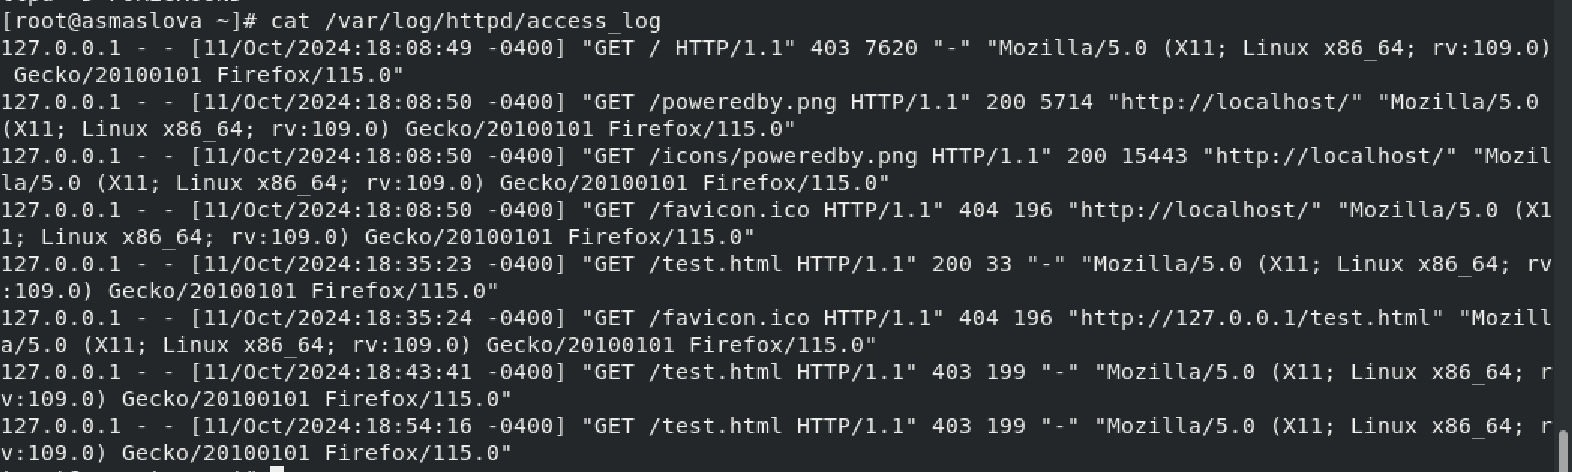 [root@asmaslova ~]# cat /var/log/httpd/access_log
127.0.0.1 - - [11/Oct/2024:18:08:49 -0400] "GET / HTTP/1.1" 403 7620 "-" "Mozilla/5.0 (X11; Linux x86_64; rv:109.0)
 Gecko/20100101 Firefox/115.0"
127.0.0.1 - - [11/Oct/2024:18:08:50 -0400] "GET /poweredby.png HTTP/1.1" 200 5714 "http://localhost/" "Mozilla/5.0
(X11; Linux x86_64; rv:109.0) Gecko/20100101 Firefox/115.0"
127.0.0.1 - - [11/Oct/2024:18:08:50 -0400] "GET /icons/poweredby.png HTTP/1.1" 200 15443 "http://localhost/" "Mozil
la/5.0 (X11; Linux x86_64; rv:109.0) Gecko/20100101 Firefox/115.0"
127.0.0.1 - - [11/Oct/2024:18:08:50 -0400] "GET /favicon.ico HTTP/1.1" 404 196 "http://localhost/" "Mozilla/5.0 (X1
1; Linux x86_64; rv:109.0) Gecko/20100101 Firefox/115.0"
127.0.0.1 - - [11/Oct/2024:18:35:23 -0400] "GET /test.html HTTP/1.1" 200 33 "-" "Mozilla/5.0 (X11; Linux x86_64; rv
:109.0) Gecko/20100101 Firefox/115.0"
127.0.0.1 - - [11/Oct/2024:18:35:24 -0400] "GET /favicon.ico HTTP/1.1" 404 196 "http://127.0.0.1/test.html" "Mozill
a/5.0 (X11; Linux x86_64; rv:109.0) Gecko/20100101 Firefox/115.0"
127.0.0.1 - - [11/Oct/2024:18:43:41 -0400] "GET /test.html HTTP/1.1" 403 199 "-" "Mozilla/5.0 (X11; Linux x86_64; r
v:109.0) Gecko/20100101 Firefox/115.0"
127.0.0.1 - - [11/Oct/2024:18:54:16 -0400] "GET /test.html HTTP/1.1" 403 199 "-" "Mozilla/5.0 (X11; Linux x86_64; r
v:109.0) Gecko/20100101 Firefox/115.0"